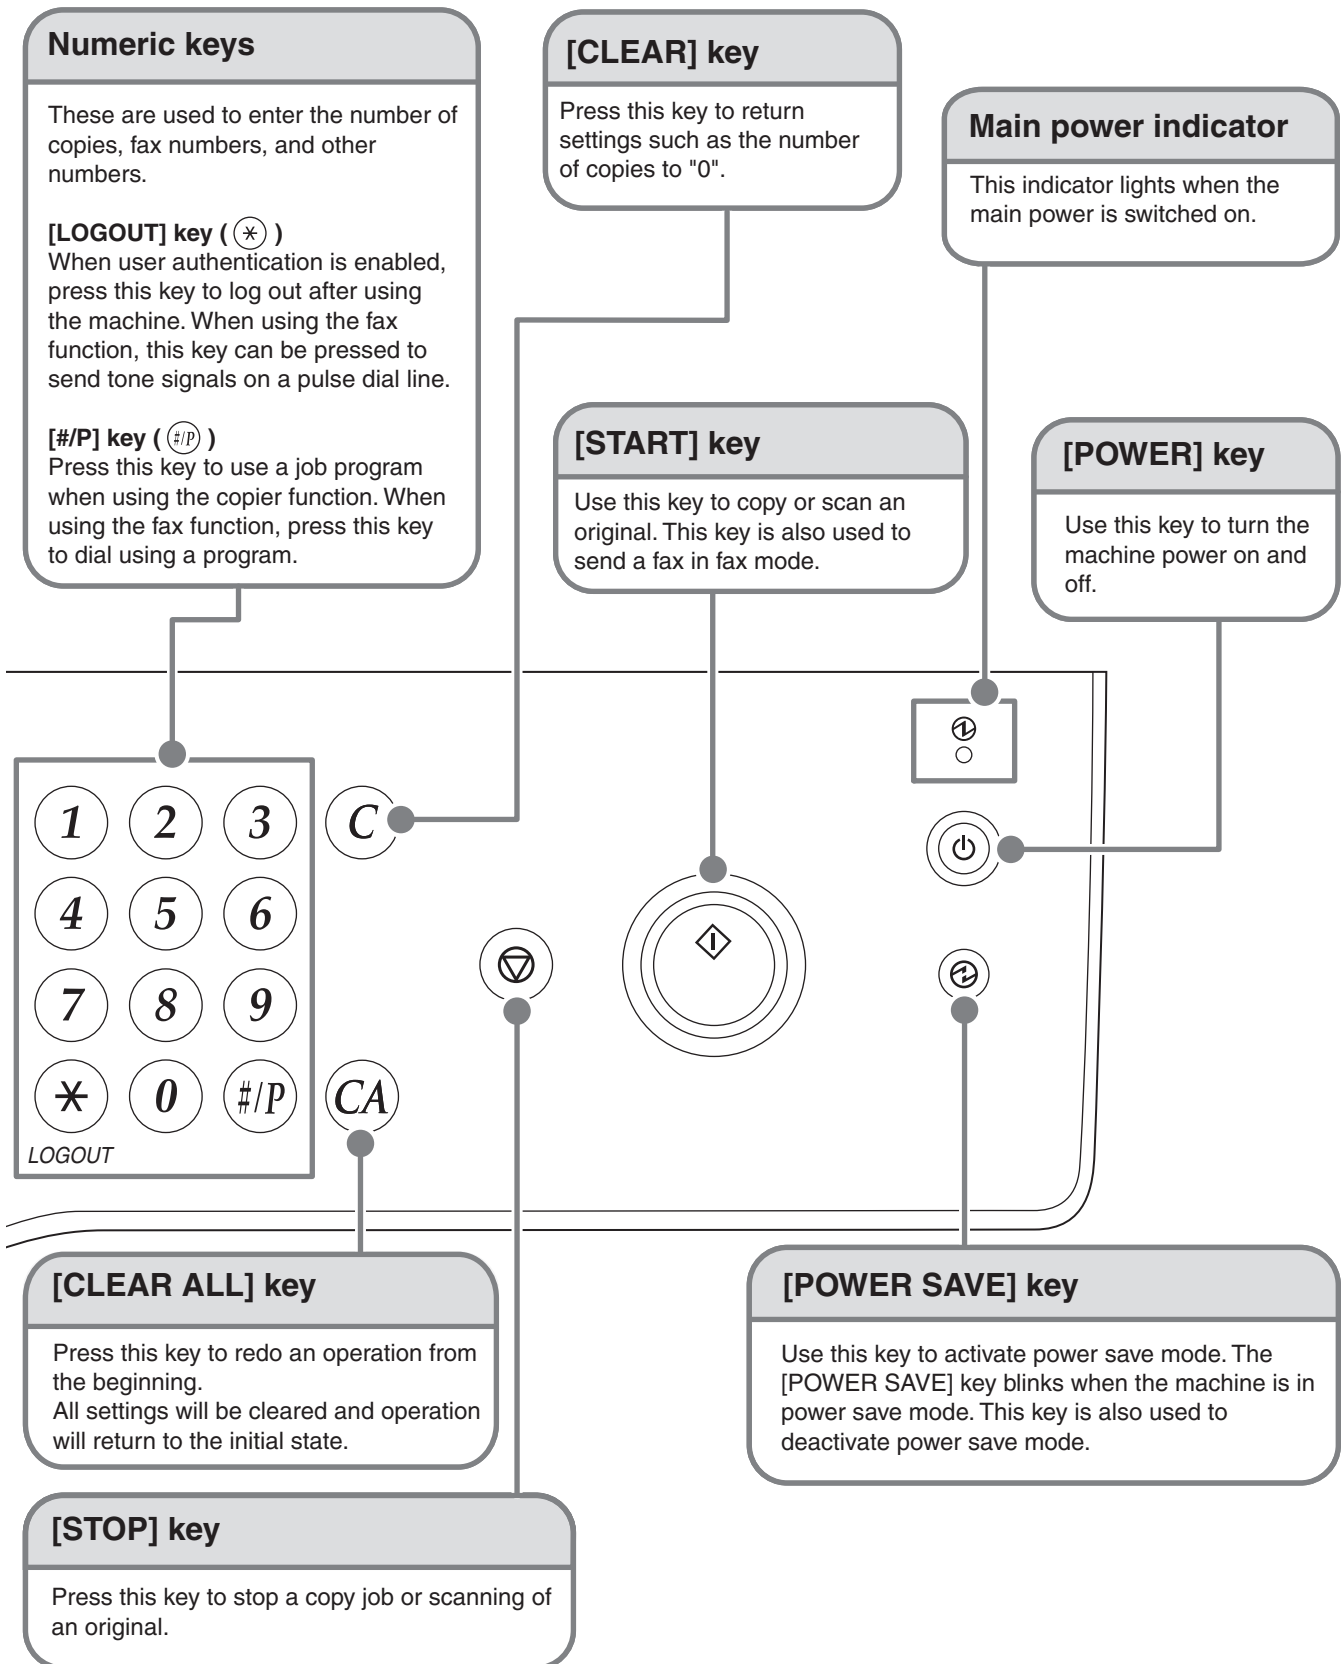 Numeric keys
These are used to enter the number of
copies, fax numbers, and other
numbers.
[LOGOUT] key ( * )
When user authentication is enabled,
press this key to log out after using
the machine. When using the fax
function, this key can be pressed to
send tone signals on a pulse dial line.
[#/P] key ( #/P )
Press this key to use a job program
when using the copier function. When
using the fax function, press this key
to dial using a program.
[CLEAR] key
Press this key to return
settings such as the number
of copies to "0".
Main power indicator
This indicator lights when the
main power is switched on.
[START] key
Use this key to copy or scan an
original. This key is also used to
send a fax in fax mode.
[POWER] key
Use this key to turn the
machine power on and
off.
1 2 3 C
4 5 6
7 8 9
* 0 #/P CA
LOGOUT
[CLEAR ALL] key
Press this key to redo an operation from
the beginning.
All settings will be cleared and operation
will return to the initial state.
[POWER SAVE] key
Use this key to activate power save mode. The
[POWER SAVE] key blinks when the machine is in
power save mode. This key is also used to
deactivate power save mode.
[STOP] key
Press this key to stop a copy job or scanning of
an original.